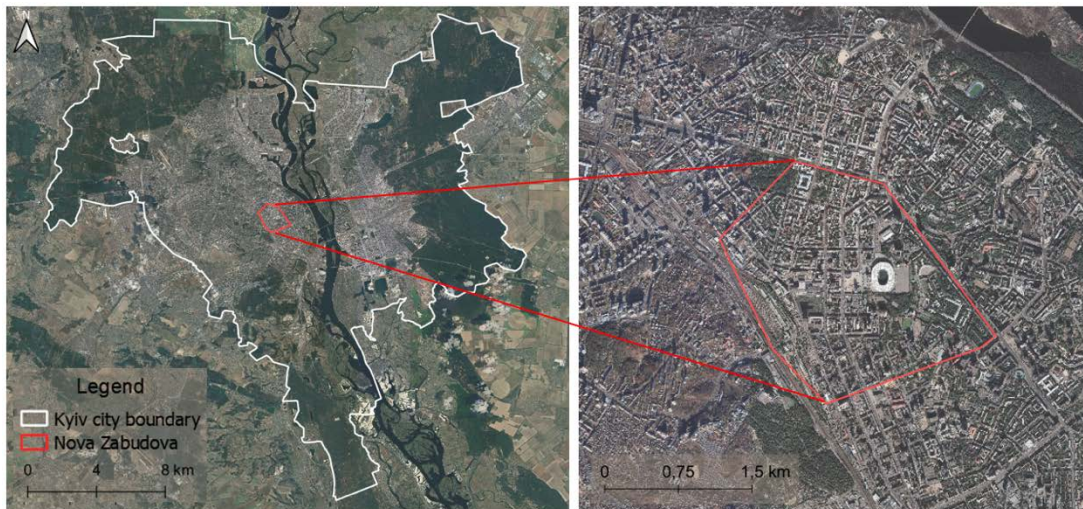 Legend
Kyiv city boundary
Nova Zabudova
0 4 8 km
0 0,75 1,5 km